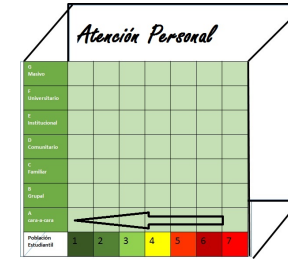 Atención Personal
G
Masivo
F
Universitario
E
Institucional
D
Comunitario
C
Familiar
B
Grupal
A
cara-a-cara
Población
Estudiantil
1 2 3 4 5 6 7